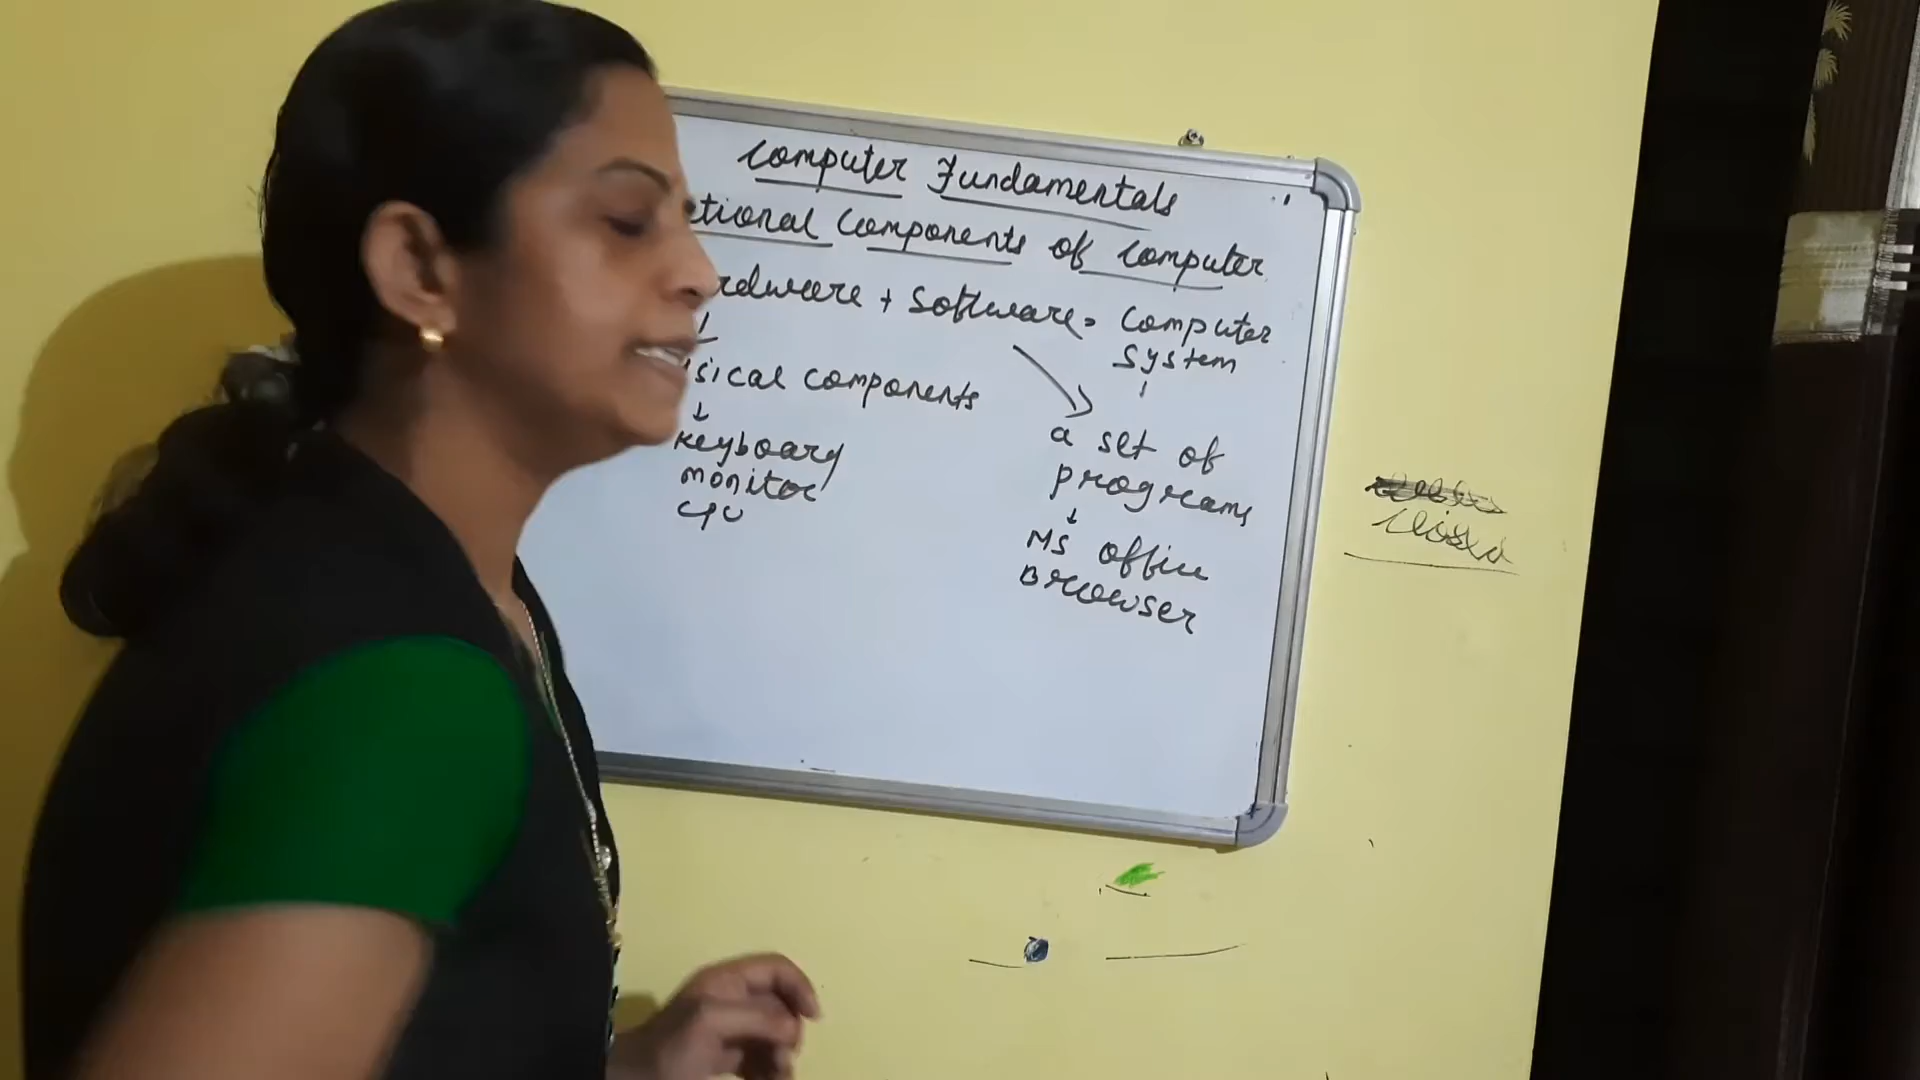 Computer Fundamentals
ctional Components of Computer
rdware + Software = Computer
System
sical components
a set of
programs
Keyboard
monitor
CPU
MS office
Browser